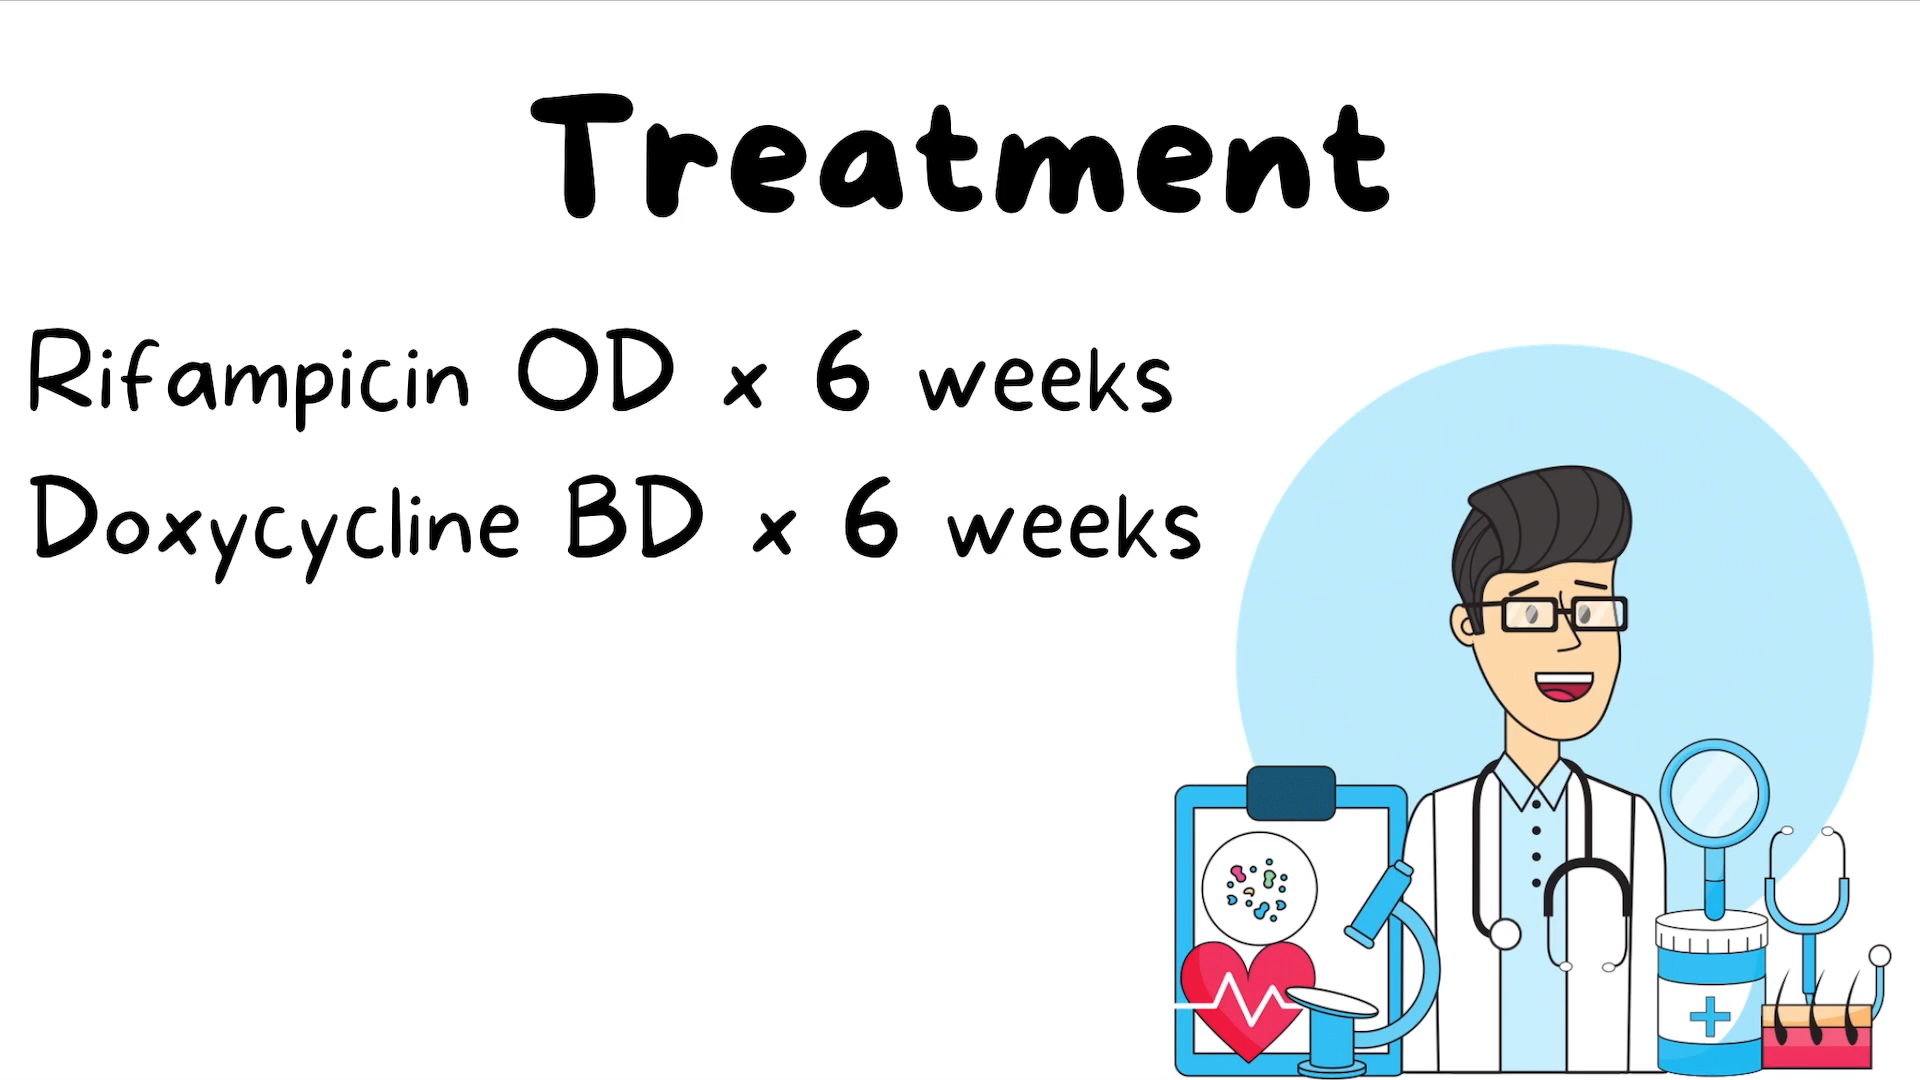 Treatment
Rifampicin OD x 6 weeks
Doxycycline BD x 6 weeks